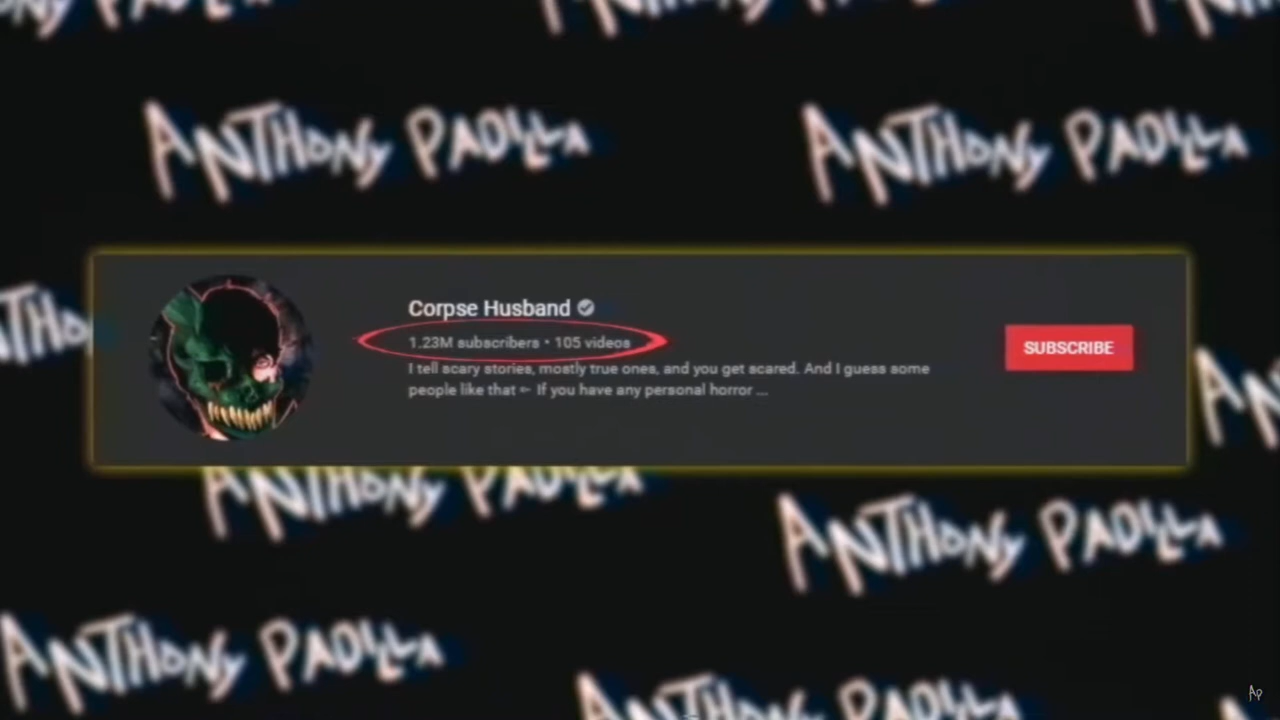 ANTHONY PADILLA
ANTHONY PADILLA
Corpse Husband
1.23M subscribers • 105 videos
SUBSCRIBE
I tell scary stories, mostly true ones, and you get scared. And I guess some
people like that ~ If you have any personal horror ...
ANTHONY PADILLA
ANTHONY PADILLA
ANTHONY PADILLA
ANTHONY PADILLA
AP